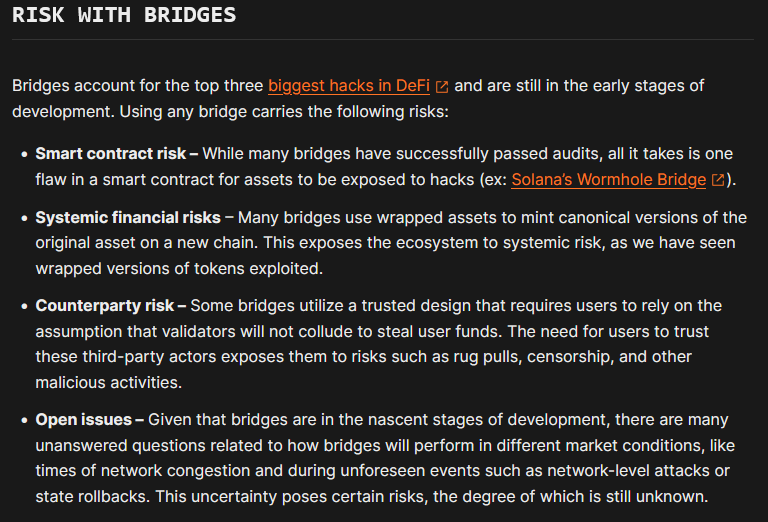 RISK WITH BRIDGES
Bridges account for the top three biggest hacks in DeFi and are still in the early stages of
development. Using any bridge carries the following risks:
• Smart contract risk – While many bridges have successfully passed audits, all it takes is one
flaw in a smart contract for assets to be exposed to hacks (ex: Solana’s Wormhole Bridge).
• Systemic financial risks – Many bridges use wrapped assets to mint canonical versions of the
original asset on a new chain. This exposes the ecosystem to systemic risk, as we have seen
wrapped versions of tokens exploited.
• Counterparty risk – Some bridges utilize a trusted design that requires users to rely on the
assumption that validators will not collude to steal user funds. The need for users to trust
these third-party actors exposes them to risks such as rug pulls, censorship, and other
malicious activities.
• Open issues – Given that bridges are in the nascent stages of development, there are many
unanswered questions related to how bridges will perform in different market conditions, like
times of network congestion and during unforeseen events such as network-level attacks or
state rollbacks. This uncertainty poses certain risks, the degree of which is still unknown.